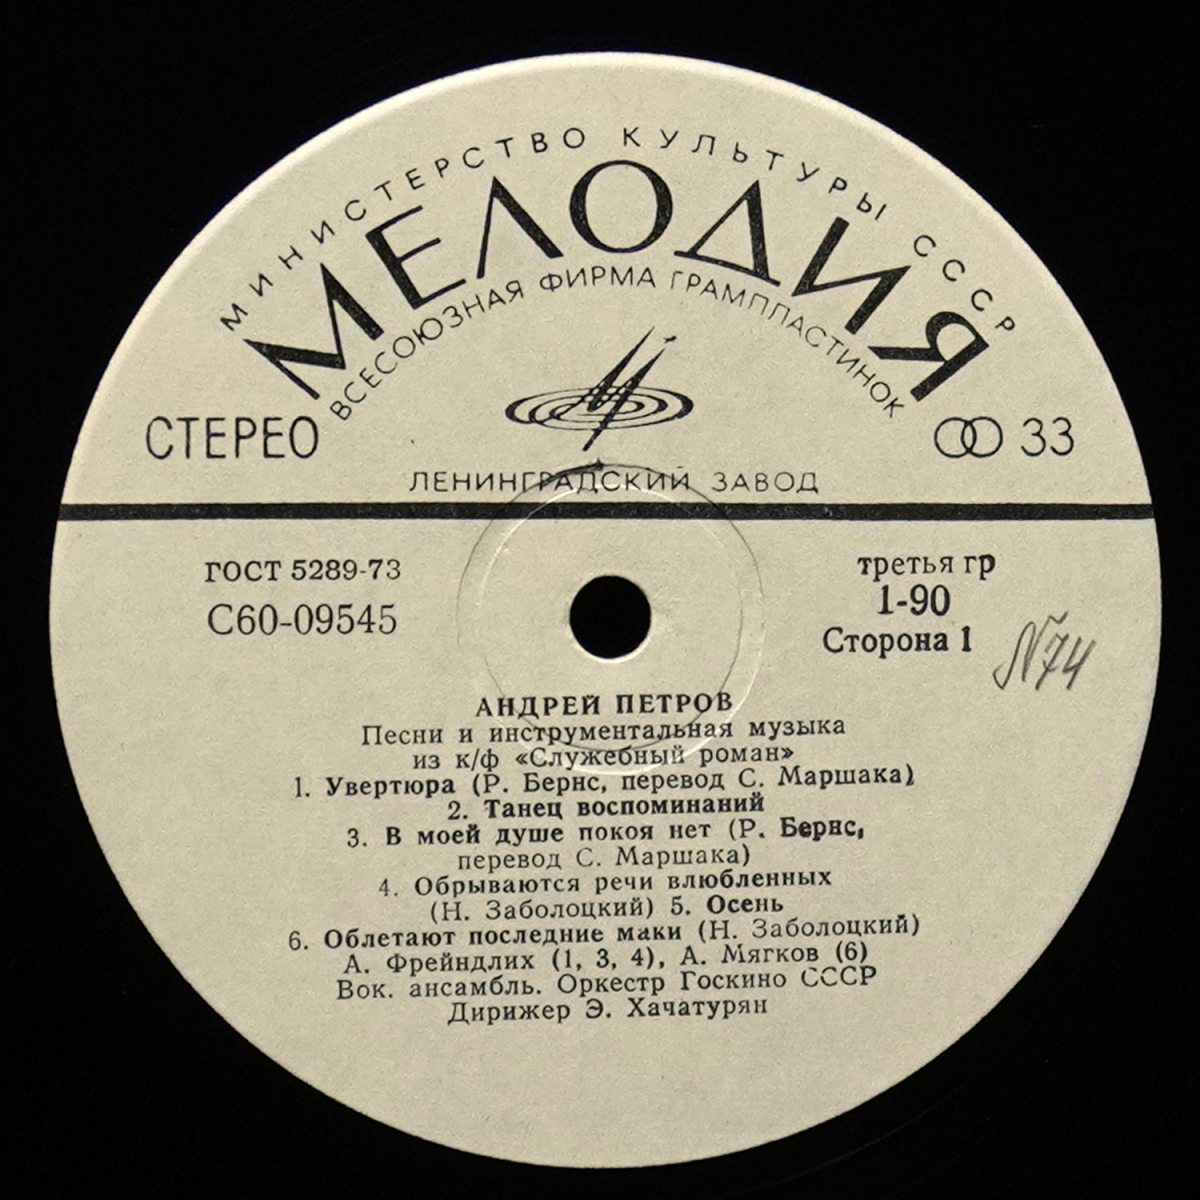 МИНИСТЕРСТВО КУЛЬТУРЫ СССР
МЕЛОДИЯ
ВСЕСОЮЗНАЯ ФИРМА ГРАМПЛАСТИНОК
СТЕРЕО
33
ЛЕНИНГРАДСКИЙ ЗАВОД
ГОСТ 5289-73
С60-09545
третья гр
1-90
Сторона 1
N74
АНДРЕЙ ПЕТРОВ
Песни и инструментальная музыка
из к/ф «Служебный роман»
1. Увертюра (Р. Бернс, перевод С. Маршака)
2. Танец воспоминаний
3. В моей душе покоя нет (Р. Бернс,
перевод С. Маршака)
4. Обрываются речи влюбленных
(Н. Заболоцкий) 5. Осень
6. Облетают последние маки (Н. Заболоцкий)
А. Фрейндлих (1, 3, 4), А. Мягков (6)
Вок. ансамбль. Оркестр Госкино СССР
Дирижер Э. Хачатурян